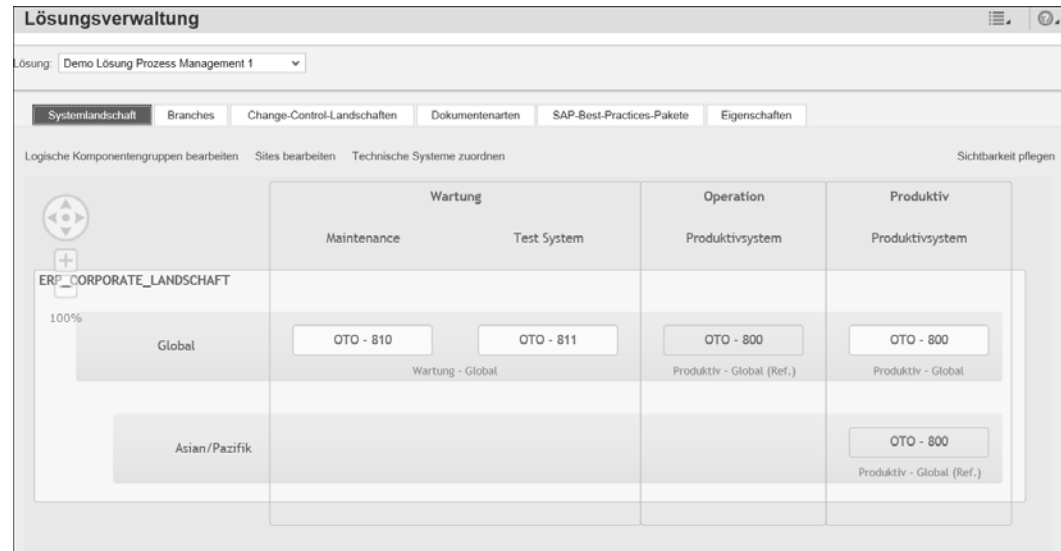 Lösungsverwaltung
Lösung: Demo Lösung Prozess Management 1
Systemlandschaft Branches Change-Control-Landschaften Dokumentenarten SAP-Best-Practices-Pakete Eigenschaften
Logische Komponentengruppen bearbeiten Sites bearbeiten Technische Systeme zuordnen Sichtbarkeit pflegen
Wartung Operation Produktiv
Maintenance Test System Produktivsystem Produktivsystem
ERP_CORPORATE_LANDSCHAFT
100%
Global OTO - 810 OTO - 811 OTO - 800 OTO - 800
Wartung - Global Produktiv - Global (Ref.) Produktiv - Global
Asian/Pazifik OTO - 800
Produktiv - Global (Ref.)